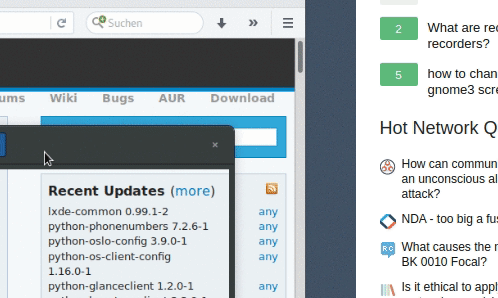 Suchen
ums Wiki Bugs AUR Download
Recent Updates (more)
lxde-common 0.99.1-2 any
python-phonenumbers 7.2.6-1 any
python-oslo-config 3.9.0-1 any
python-os-client-config any
1.16.0-1
python-glanceclient 1.2.0-1 any
2 What are rec
recorders?
5 how to chan
gnome3 scre
Hot Network Q
How can commun
an unconscious al
attack?
NDA - too big a fus
What causes the r
BK 0010 Focal?
Is it ethical to appl